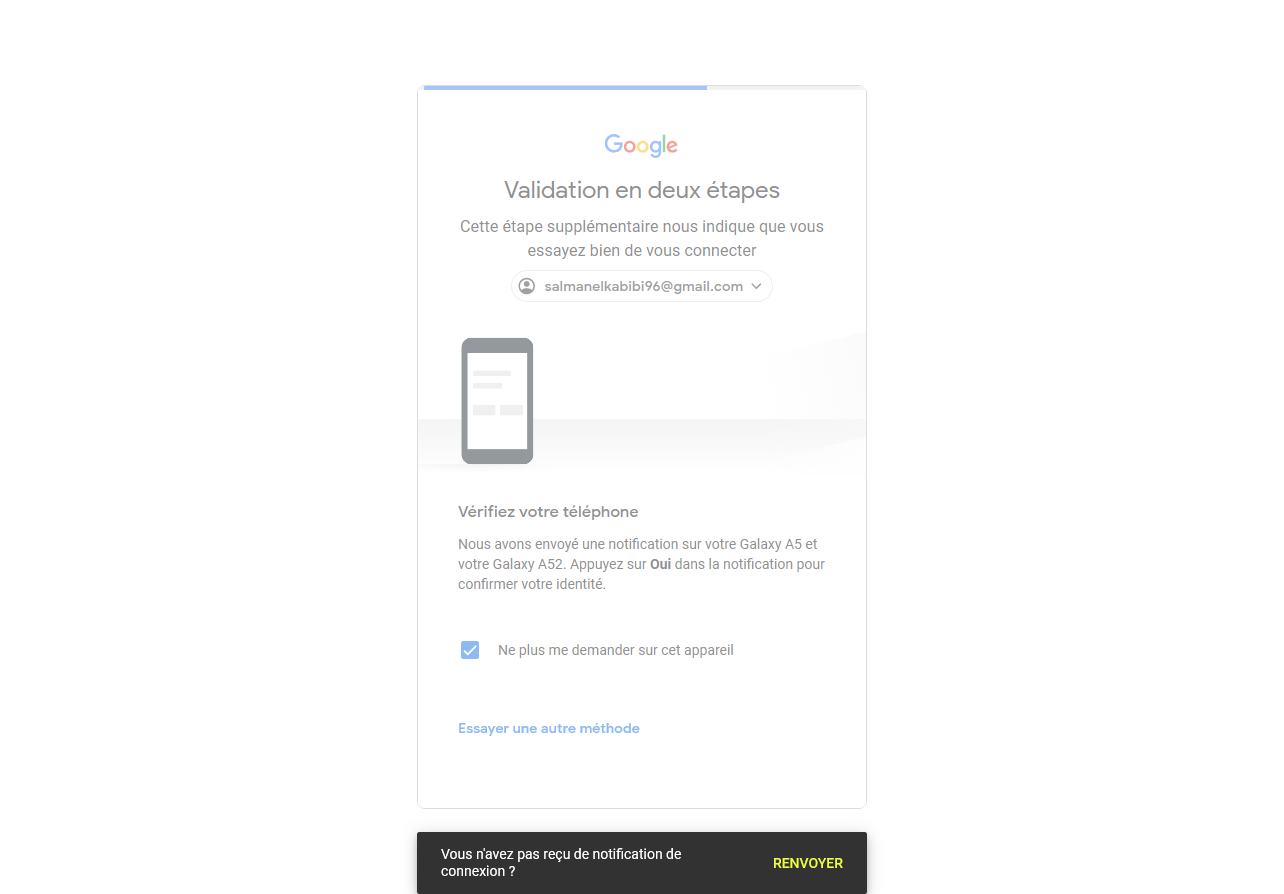 Google
Validation en deux étapes
Cette étape supplémentaire nous indique que vous
essayez bien de vous connecter
salmanelkabibi96@gmail.com
Vérifiez votre téléphone
Nous avons envoyé une notification sur votre Galaxy A5 et
votre Galaxy A52. Appuyez sur Oui dans la notification pour
confirmer votre identité.
Ne plus me demander sur cet appareil
Essayer une autre méthode
Vous n'avez pas reçu de notification de
connexion ?
RENVOYER